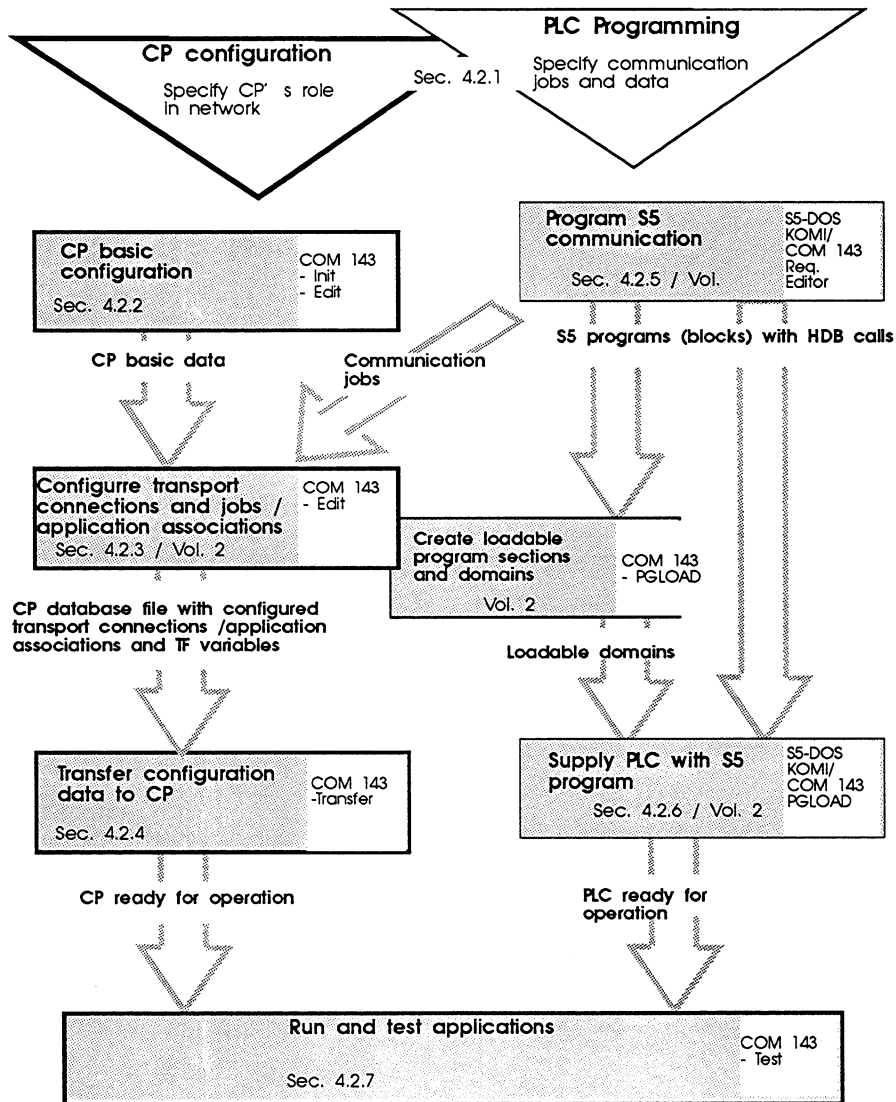 CP configuration
Specify CP' s role
in network
PLC Programming
Specify communication
jobs and data
Sec. 4.2.1
CP basic
configuration
Sec. 4.2.2
COM 143
- Init
- Edit
Program S5
communication
Sec. 4.2.5 / Vol.
S5-DOS
KOMI/
COM 143
Req.
Editor
CP basic data
Communication
jobs
S5 programs (blocks) with HDB calls
Configurre transport
connections and jobs /
application associations
Sec. 4.2.3 / Vol. 2
COM 143
- Edit
Create loadable
program sections
and domains
Vol. 2
COM 143
- PGLOAD
CP database file with configured
transport connections /application
associations and TF variables
Loadable domains
Transfer configuration
data to CP
Sec. 4.2.4
COM 143
-Transfer
Supply PLC with S5
program
Sec. 4.2.6 / Vol. 2
S5-DOS
KOMI/
COM 143
PGLOAD
CP ready for operation
PLC ready for
operation
Run and test applications
Sec. 4.2.7
COM 143
- Test